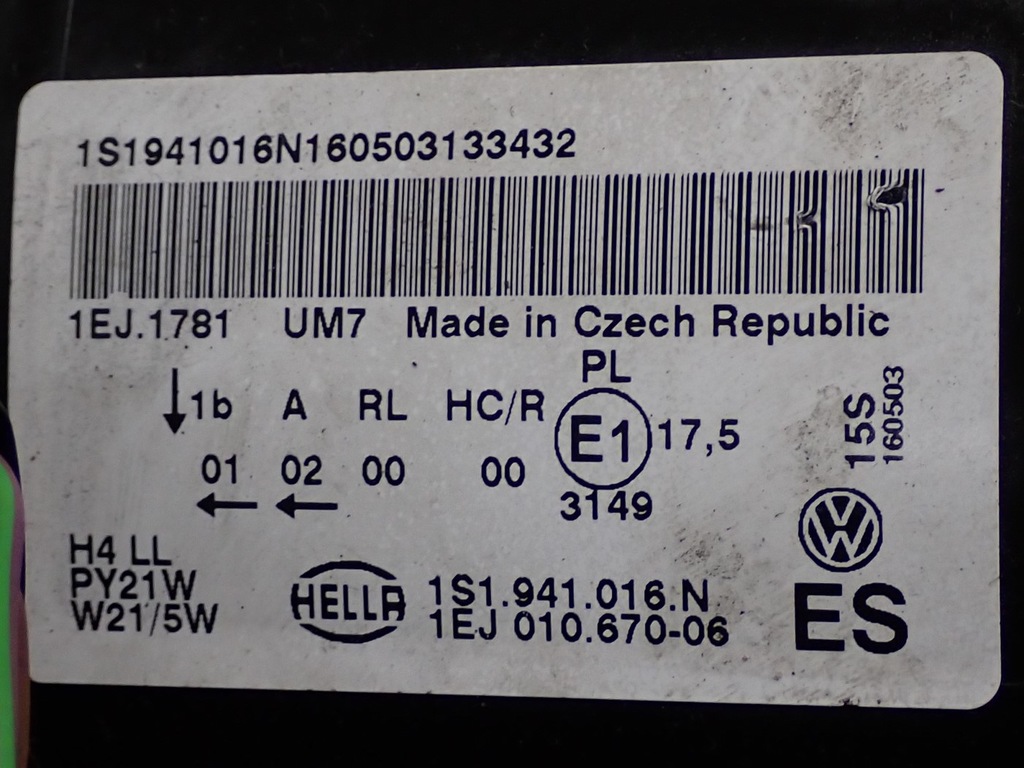 1S1941016N160503133432
1EJ.1781 UM7 Made in Czech Republic
PL
1b A RL HC/R E1 17,5
01 02 00 00
3149
15S
160503
H4 LL
PY21W
W21/5W
HELLA
1S1.941.016.N
1EJ 010.670-06
VW
ES